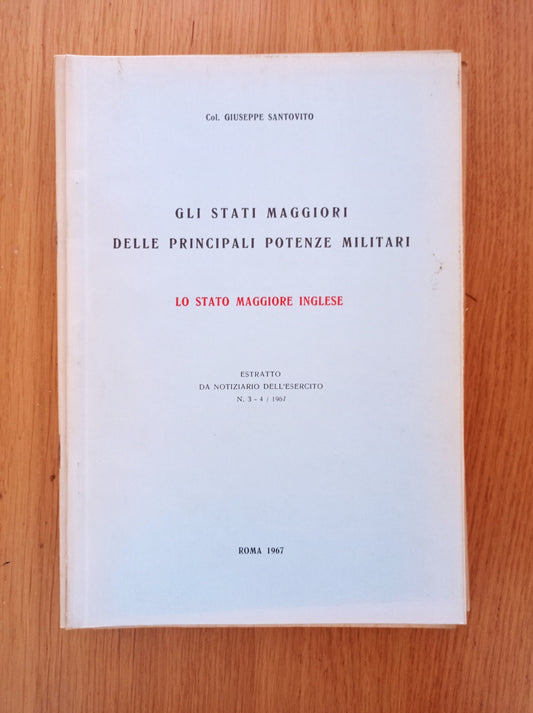 Col. GIUSEPPE SANTOVITO
GLI STATI MAGGIORI
DELLE PRINCIPALI POTENZE MILITARI
LO STATO MAGGIORE INGLESE
ESTRATTO
DA NOTIZIARIO DELL'ESERCITO
N. 3 - 4 / 1967
ROMA 1967